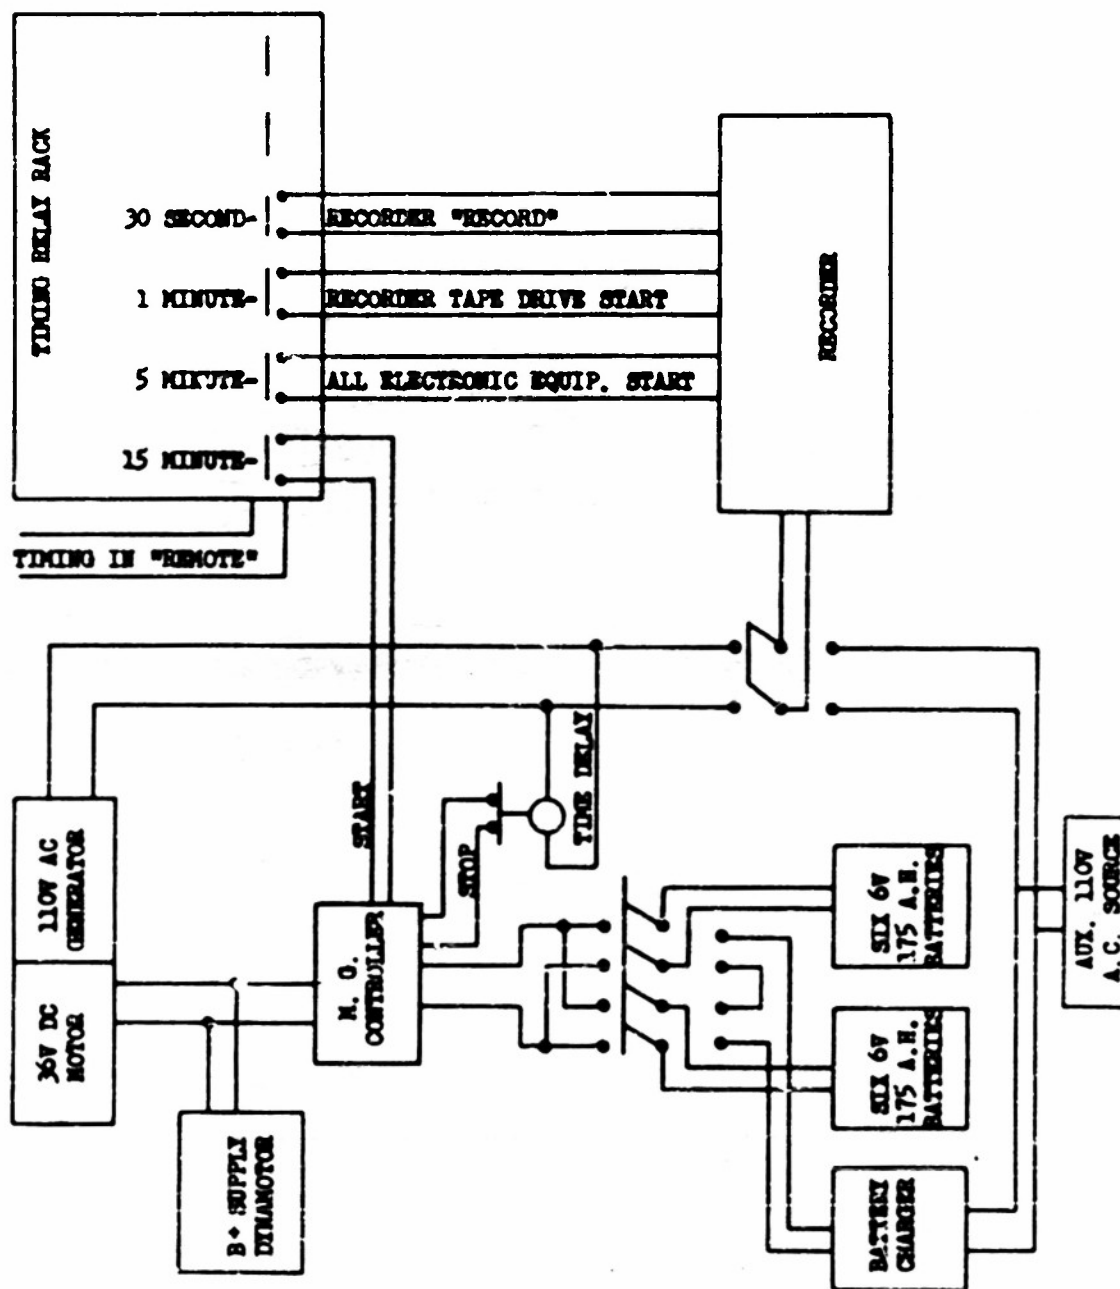 TIMING RELAY RACK
30 SECOND-
RECORDER "RECORD"
1 MINUTE-
RECORDER TAPE DRIVE START
5 MINUTE-
ALL ELECTRONIC EQUIP. START
15 MINUTE-
TIMING IN "REMOTE"
RECORDER
110V AC
GENERATOR
36V DC
MOTOR
START
STOP
TIME DELAY
M. G.
CONTROLLER
B+ SUPPLY
DINAMOTOR
SIX 6V
175 A.H.
BATTERIES
SIX 6V
175 A.H.
BATTERIES
BATTERY
CHARGER
AUX. 110V
A.C. SOURCE